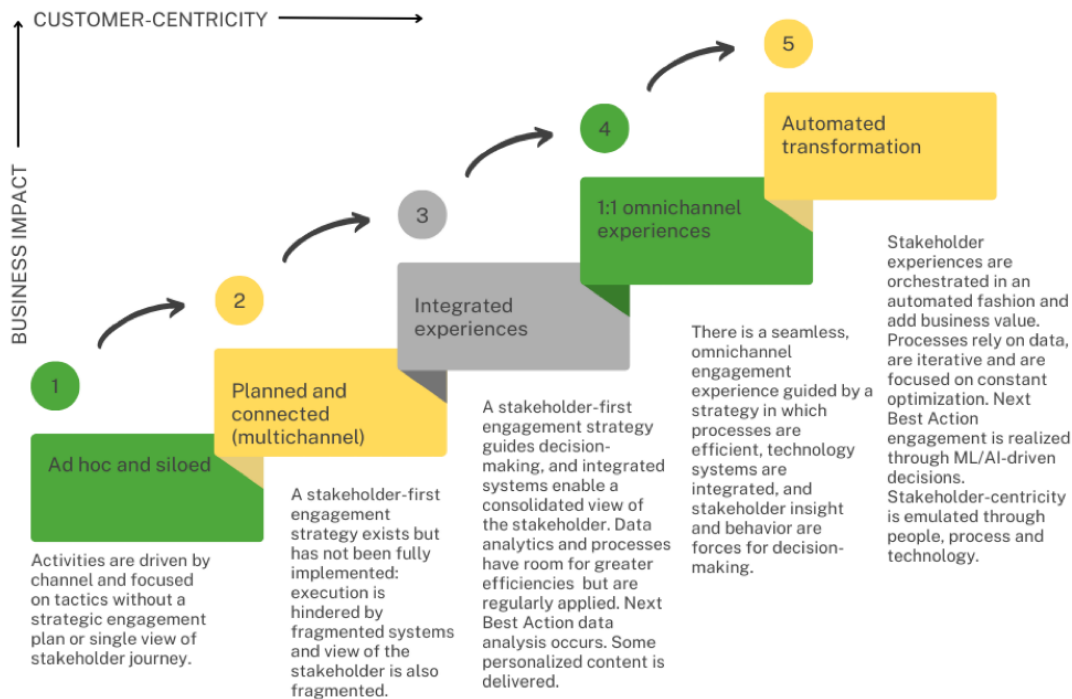 CUSTOMER-CENTRICITY
BUSINESS IMPACT
1
Ad hoc and siloed
Activities are driven by
channel and focused
on tactics without a
strategic engagement
plan or single view of
stakeholder journey.
2
Planned and
connected
(multichannel)
A stakeholder-first
engagement
strategy exists but
has not been fully
implemented:
execution is
hindered by
fragmented systems
and view of the
stakeholder is also
fragmented.
3
Integrated
experiences
A stakeholder-first
engagement strategy
guides decision-
making, and integrated
systems enable a
consolidated view of
the stakeholder. Data
analytics and processes
have room for greater
efficiencies but are
regularly applied. Next
Best Action data
analysis occurs. Some
personalized content is
delivered.
4
1:1 omnichannel
experiences
There is a seamless,
omnichannel
engagement
experience guided by a
strategy in which
processes are
efficient, technology
systems are
integrated, and
stakeholder insight
and behavior are
forces for decision-
making.
5
Automated
transformation
Stakeholder
experiences are
orchestrated in an
automated fashion and
add business value.
Processes rely on data,
are iterative and are
focused on constant
optimization. Next
Best Action
engagement is realized
through ML/AI-driven
decisions.
Stakeholder-centricity
is emulated through
people, process and
technology.